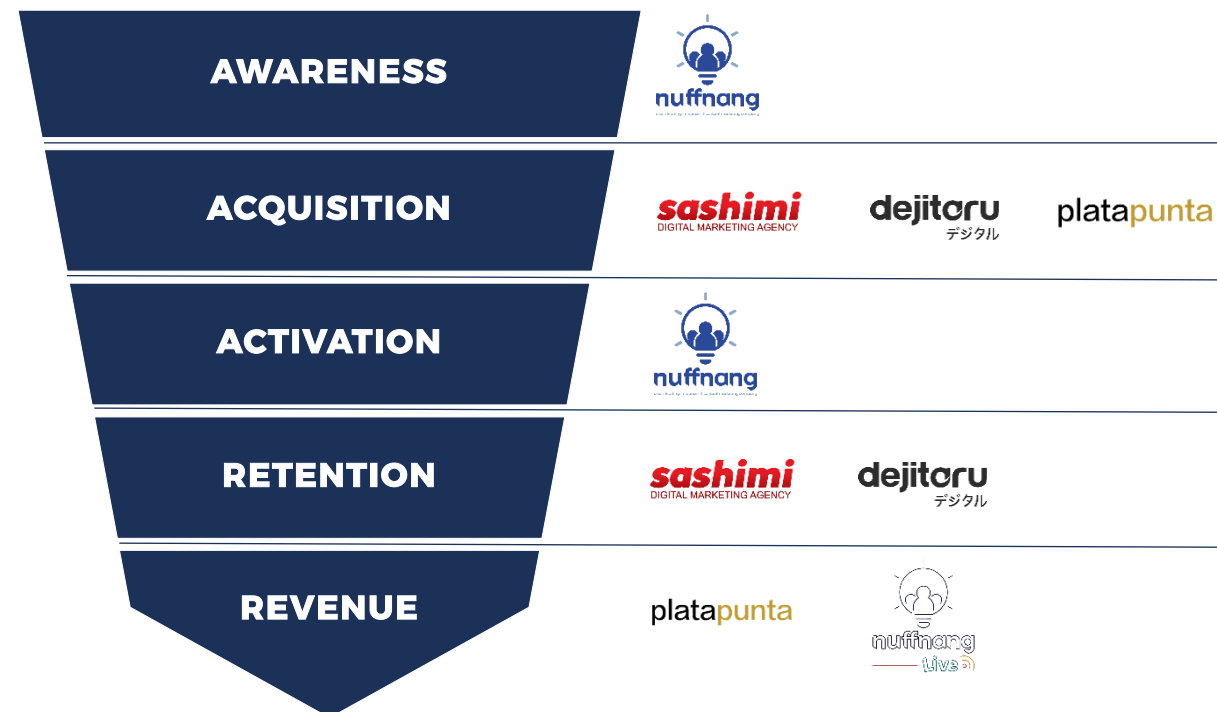 AWARENESS
nuffnang
ACQUISITION
sashimi
DIGITAL MARKETING AGENCY
dejitaru
デジタル
platapunta
ACTIVATION
nuffnang
RETENTION
sashimi
DIGITAL MARKETING AGENCY
dejitaru
デジタル
REVENUE
platapunta
nuffnang
Live